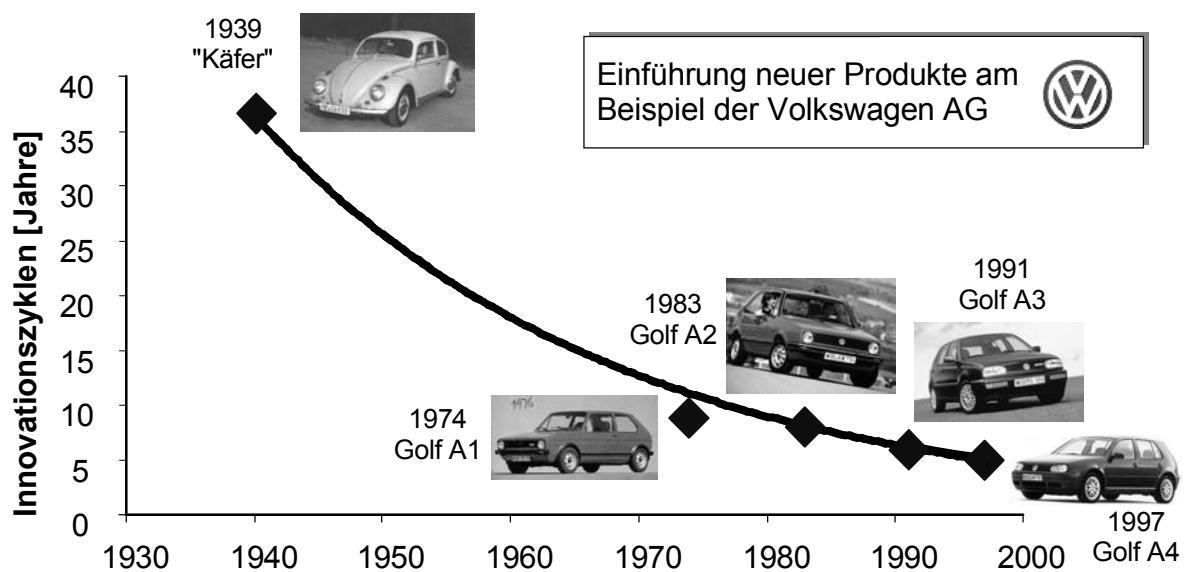 1939
"Käfer"
Einführung neuer Produkte am
Beispiel der Volkswagen AG
Innovationszyklen [Jahre]
40
35
30
25
20
15
10
5
0
1974
Golf A1
1976
1983
Golf A2
1991
Golf A3
1997
Golf A4
1930
1940
1950
1960
1970
1980
1990
2000